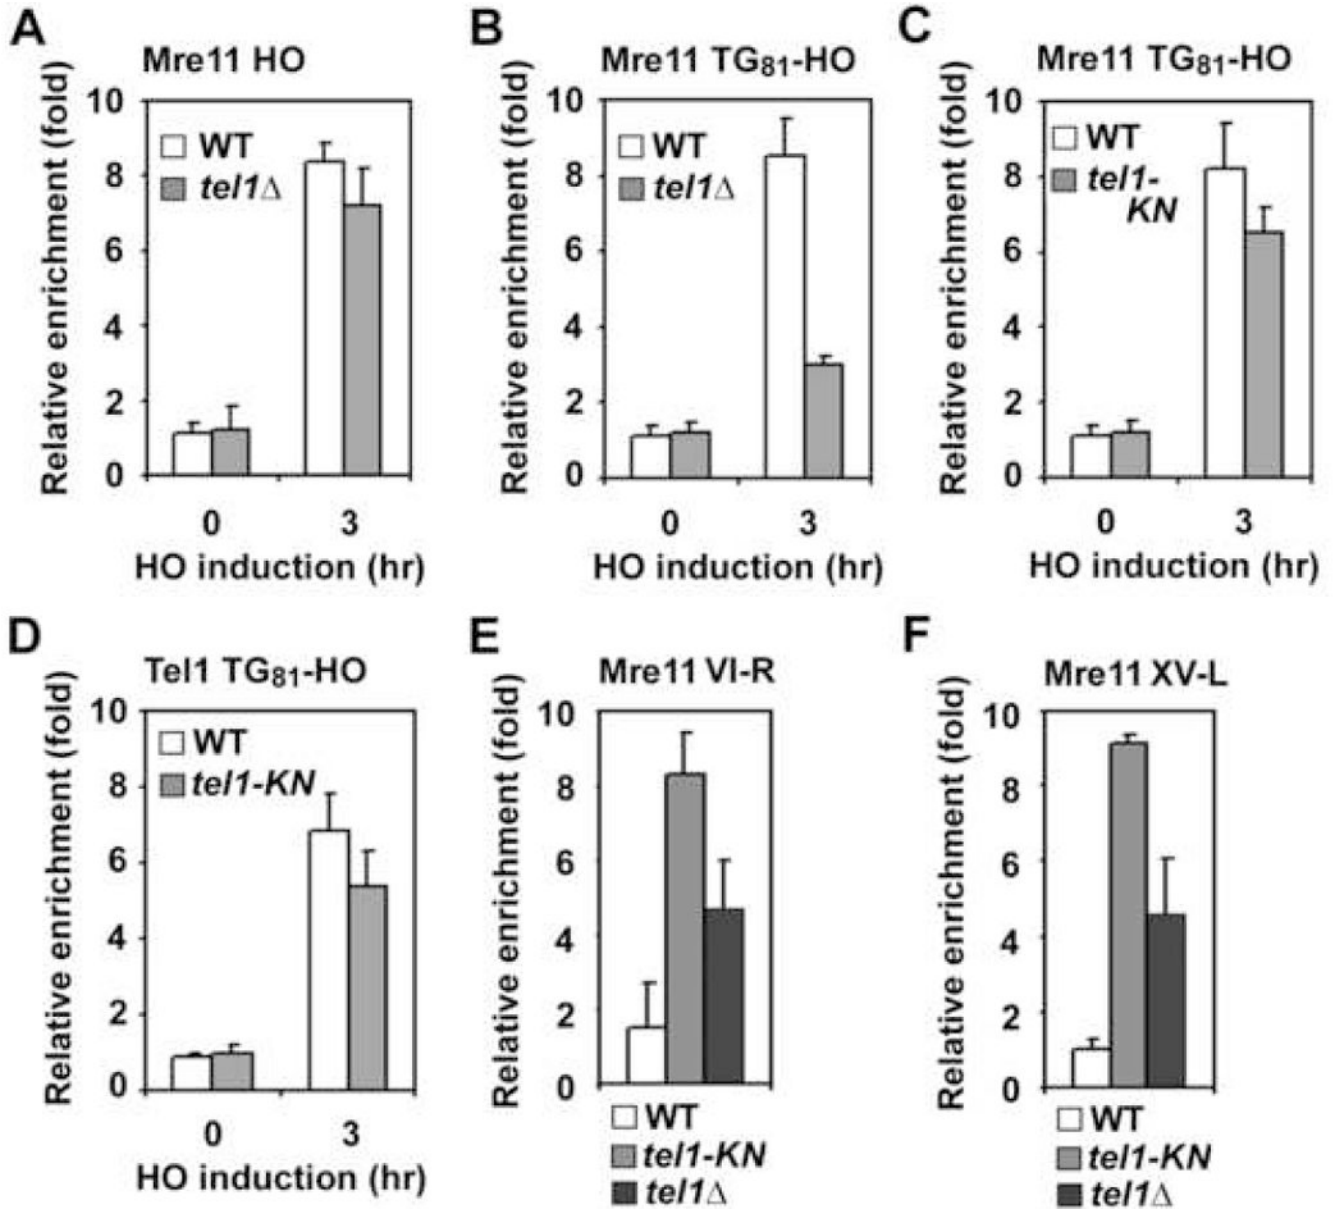 A
Mre11 HO
Relative enrichment (fold)
10
8
6
4
2
0
WT
tel1Δ
0 3
HO induction (hr)
B
Mre11 TG81-HO
Relative enrichment (fold)
10
8
6
4
2
0
WT
tel1Δ
0 3
HO induction (hr)
C
Mre11 TG81-HO
Relative enrichment (fold)
10
8
6
4
2
0
WT
tel1-
KN
0 3
HO induction (hr)
D
Tel1 TG81-HO
Relative enrichment (fold)
10
8
6
4
2
0
WT
tel1-KN
0 3
HO induction (hr)
E
Mre11 VI-R
Relative enrichment (fold)
10
8
6
4
2
0
WT
tel1-KN
tel1Δ
F
Mre11 XV-L
Relative enrichment (fold)
10
8
6
4
2
0
WT
tel1-KN
tel1Δ